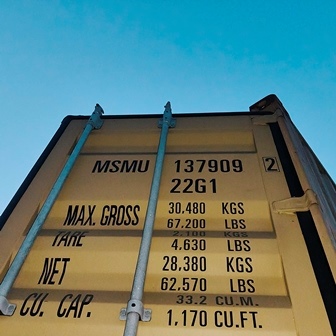 MSMU 137909 2
22G1
MAX. GROSS 30.480 KGS
67.200 LBS
TARE 2.100 KGS
4.630 LBS
NET 28.380 KGS
62.570 LBS
CU. CAP. 33.2 CU.M.
1.170 CU.FT.